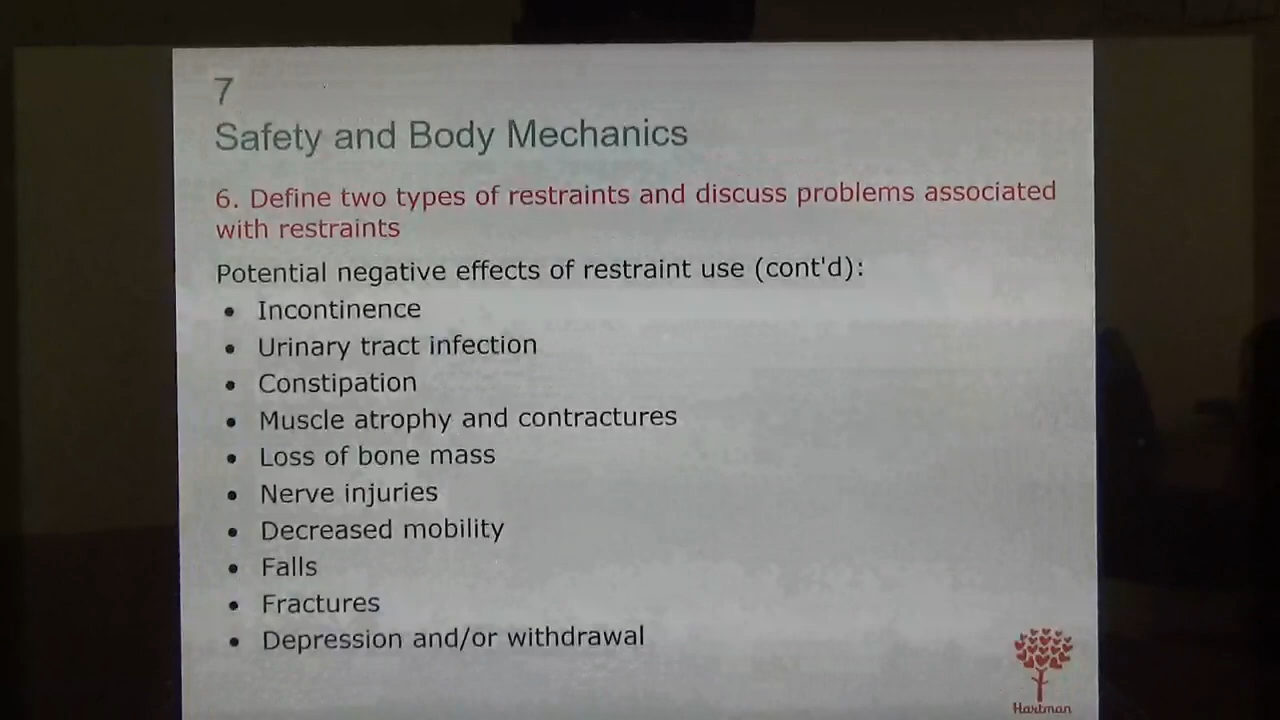 7
Safety and Body Mechanics
6. Define two types of restraints and discuss problems associated
with restraints
Potential negative effects of restraint use (cont'd):
• Incontinence
• Urinary tract infection
• Constipation
• Muscle atrophy and contractures
• Loss of bone mass
• Nerve injuries
• Decreased mobility
• Falls
• Fractures
• Depression and/or withdrawal
Hartman